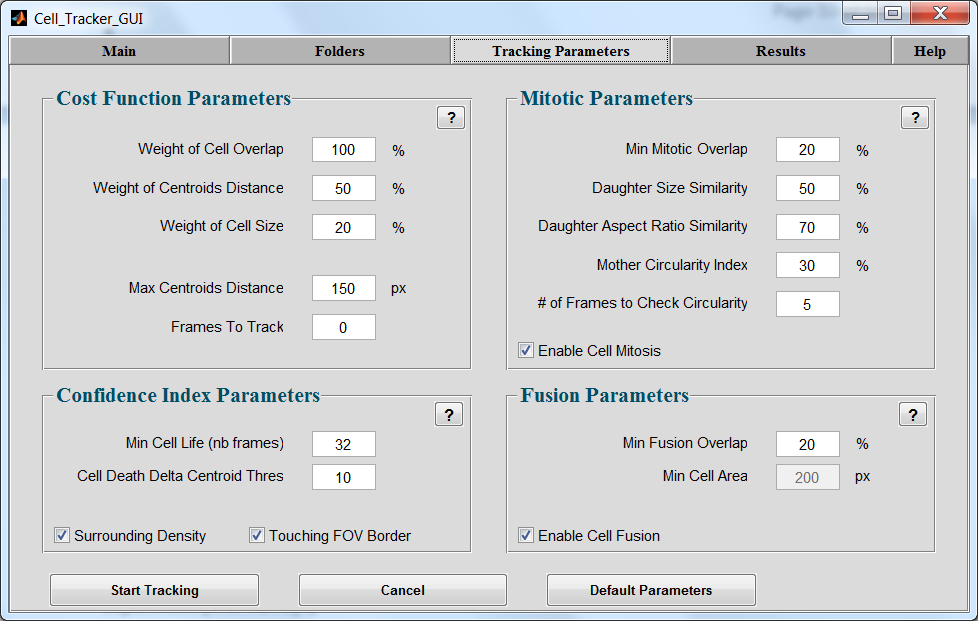 Cell_Tracker_GUI
Main Folders Tracking Parameters Results Help
Cost Function Parameters
?
Weight of Cell Overlap 100 %
Weight of Centroids Distance 50 %
Weight of Cell Size 20 %
Max Centroids Distance 150 px
Frames To Track 0
Mitotic Parameters
?
Min Mitotic Overlap 20 %
Daughter Size Similarity 50 %
Daughter Aspect Ratio Similarity 70 %
Mother Circularity Index 30 %
# of Frames to Check Circularity 5
Enable Cell Mitosis
Confidence Index Parameters
?
Min Cell Life (nb frames) 32
Cell Death Delta Centroid Thres 10
Surrounding Density Touching FOV Border
Fusion Parameters
?
Min Fusion Overlap 20 %
Min Cell Area 200 px
Enable Cell Fusion
Start Tracking Cancel Default Parameters